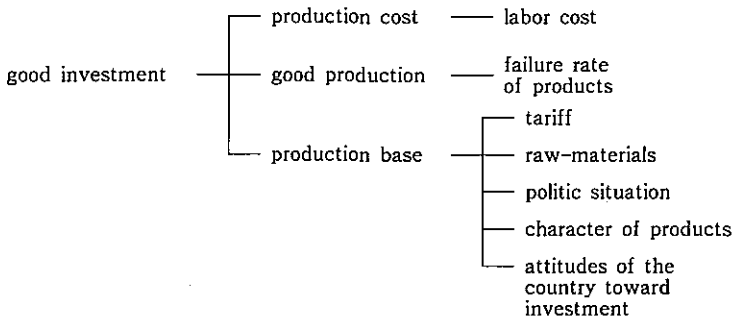 production cost
labor cost
good investment
good production
failure rate
of products
tariff
production base
raw-materials
politic situation
character of products
attitudes of the
country toward
investment